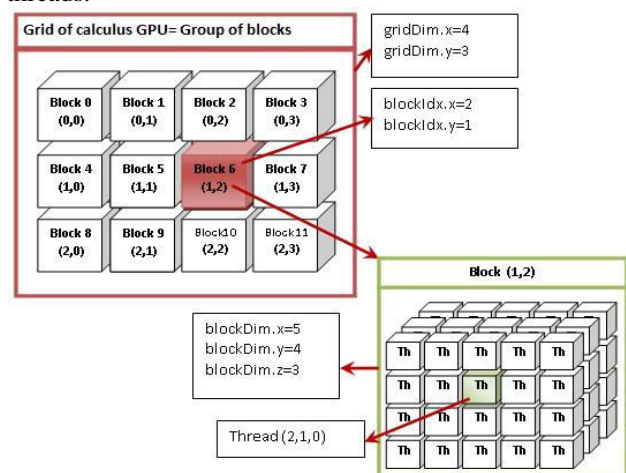 threads.
Grid of calculus GPU= Group of blocks
gridDim.x=4
gridDim.y=3
Block 0 Block 1 Block 2 Block 3
(0,0) (0,1) (0,2) (0,3)
blockIdx.x=2
blockIdx.y=1
Block 4 Block 5 Block 6 Block 7
(1,0) (1,1) (1,2) (1,3)
Block 8 Block 9 Block10 Block11
(2,0) (2,1) (2,2) (2,3)
Block (1,2)
blockDim.x=5
blockDim.y=4
blockDim.z=3
Th Th Th Th Th
Th Th Th Th Th
Th Th Th Th Th
Th Th Th Th Th
Thread (2,1,0)